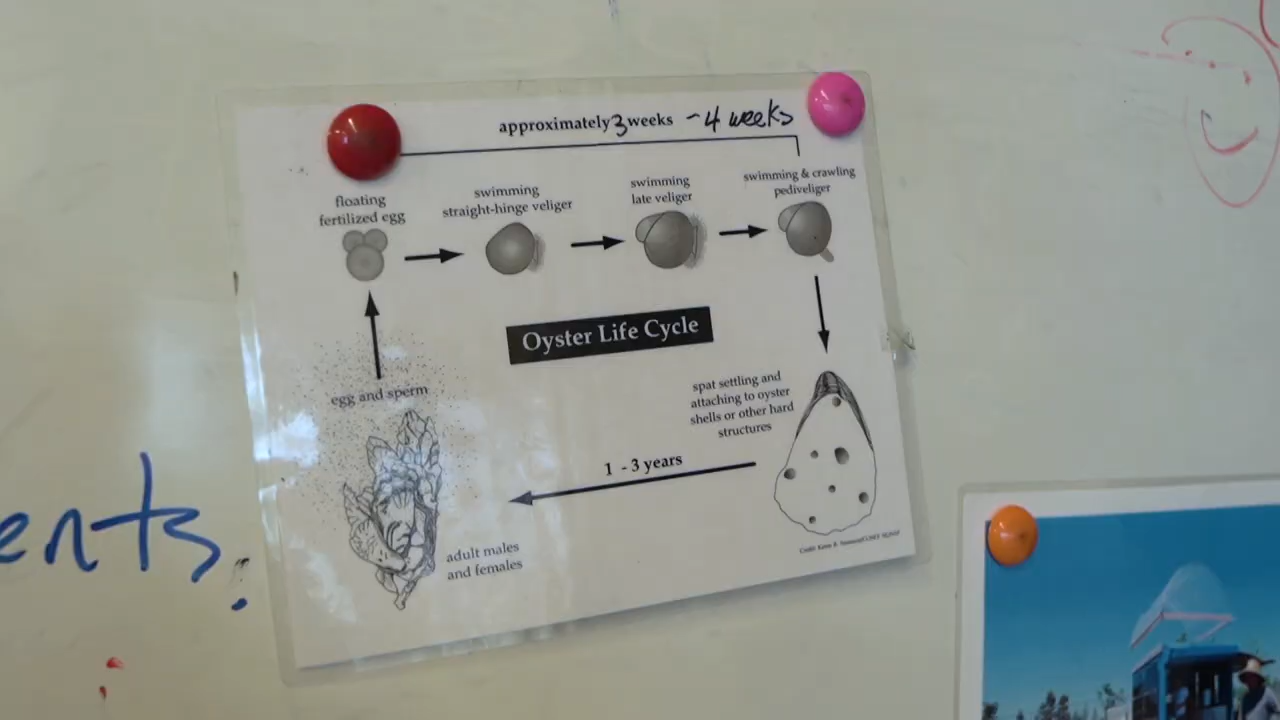 approximately 3 weeks ~4 weeks
floating
fertilized egg
swimming
straight-hinge veliger
swimming
late veliger
swimming & crawling
pediveliger
Oyster Life Cycle
egg and sperm
spat settling and
attaching to oyster
shells or other hard
structures
1 - 3 years
adult males
and females
ents.